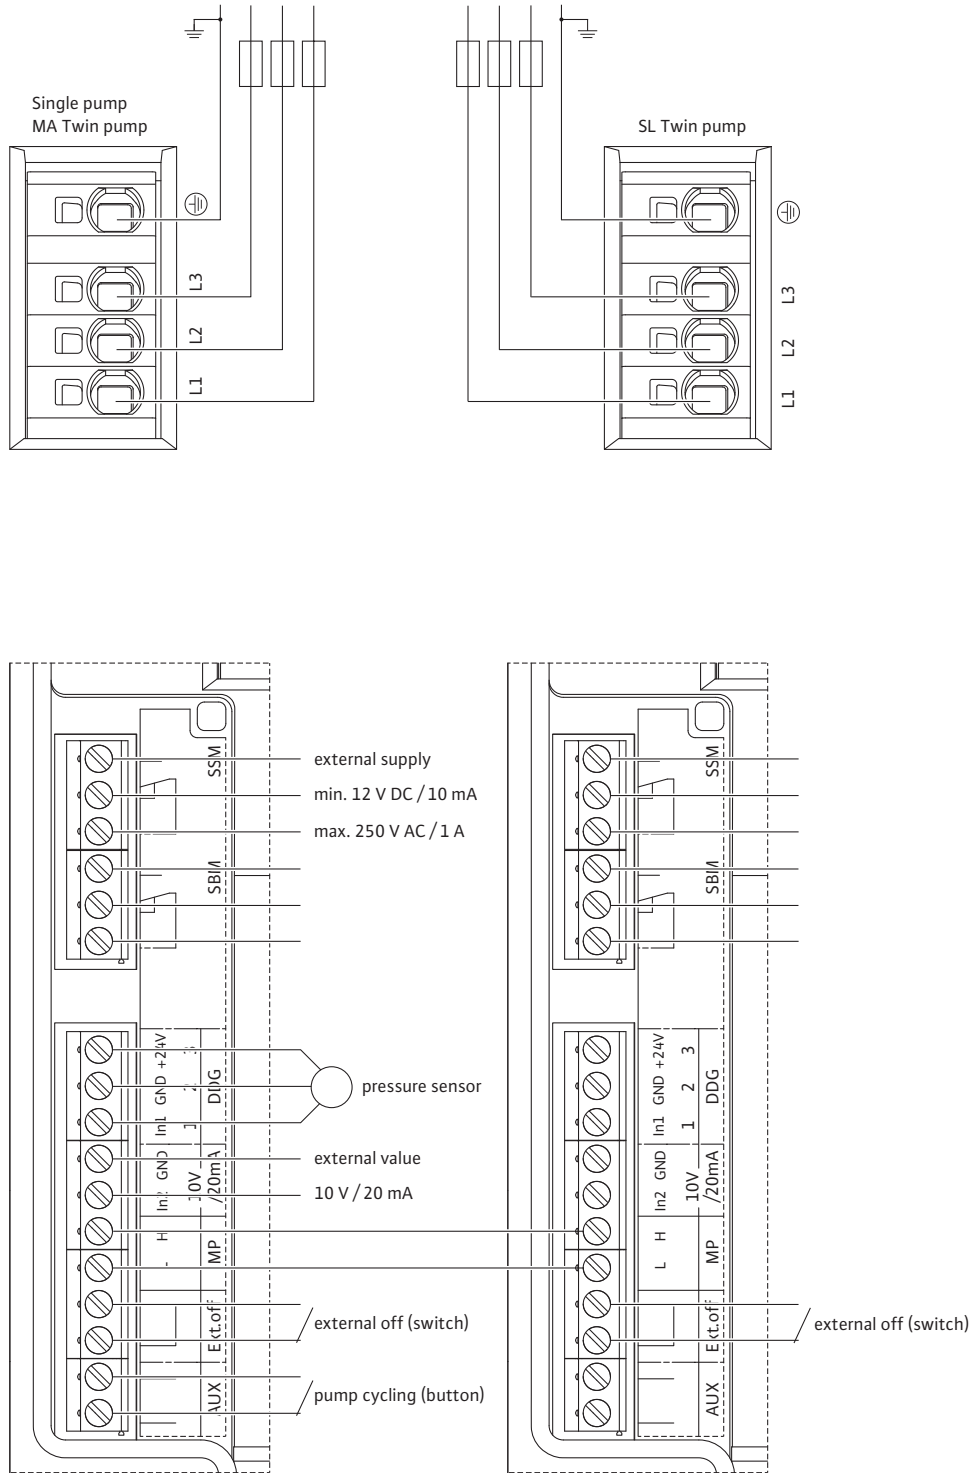 Single pump
MA Twin pump
SL Twin pump
L3
L2
L1
L3
L2
L1
SSM
external supply
min. 12 V DC / 10 mA
max. 250 V AC / 1 A
SBM
SSM
SBM
In1 GND +24V
1 2 3
DDG
pressure sensor
In2 GND
10V
/20mA
external value
10 V / 20 mA
H
MP
Ext.off
external off (switch)
AUX
pump cycling (button)
In1 GND +24V
1 2 3
DDG
In2 GND
10V
/20mA
L H
MP
Ext.off
external off (switch)
AUX